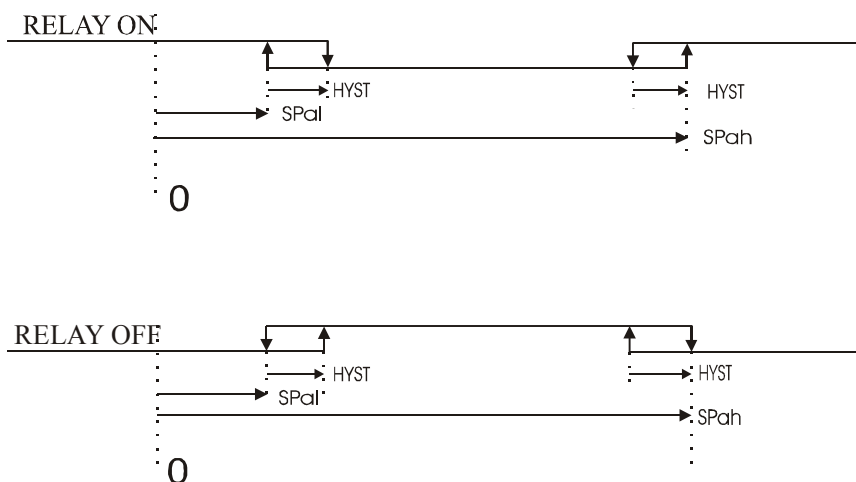 RELAY ON
HYST
HYST
SPal
SPah
0
RELAY OFF
HYST
HYST
SPal
SPah
0